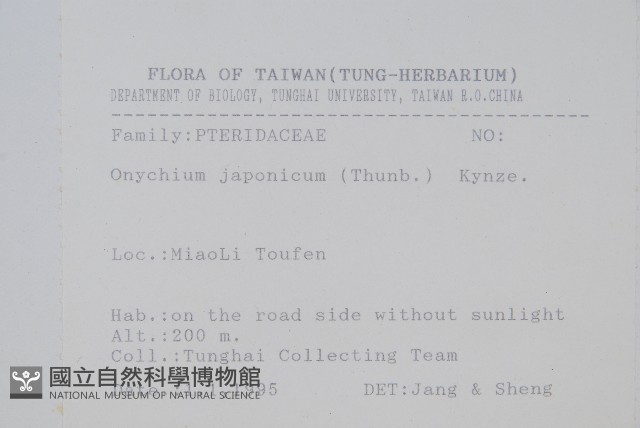 FLORA OF TAIWAN(TUNG-HERBARIUM)
DEPARTMENT OF BIOLOGY, TUNGHAI UNIVERSITY, TAIWAN R.O.CHINA
Family:PTERIDACEAE NO:
Onychium japonicum (Thunb.) Kynze.
Loc.:MiaoLi Toufen
Hab.:on the road side without sunlight
Alt.:200 m.
Coll.:Tunghai Collecting Team
DET:Jang & Sheng
國立自然科學博物館
NATIONAL MUSEUM OF NATURAL SCIENCE